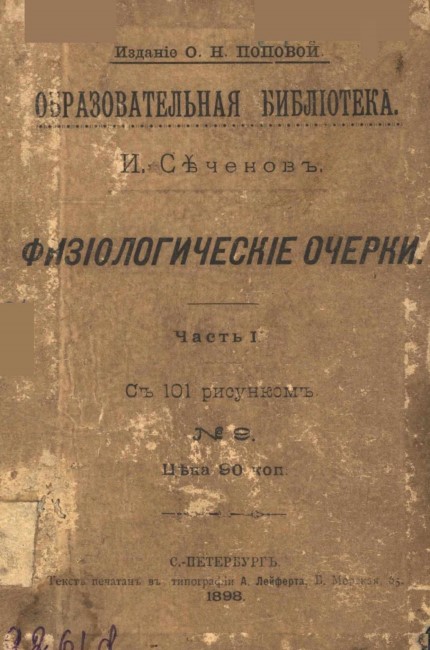 Изданіе О. Н. ПОПОВОЙ.
ОБРАЗОВАТЕЛЬНАЯ БИБЛІОТЕКА.
И. Сѣченовъ.
ФИЗІОЛОГИЧЕСКІЕ ОЧЕРКИ.
Часть I
Съ 101 рисункомъ
№ 9.
Цѣна 90 коп.
С.-ПЕТЕРБУРГЪ.
Текстъ печатанъ въ типографіи А. Лейферта, Б. Морская, 65.
1898.